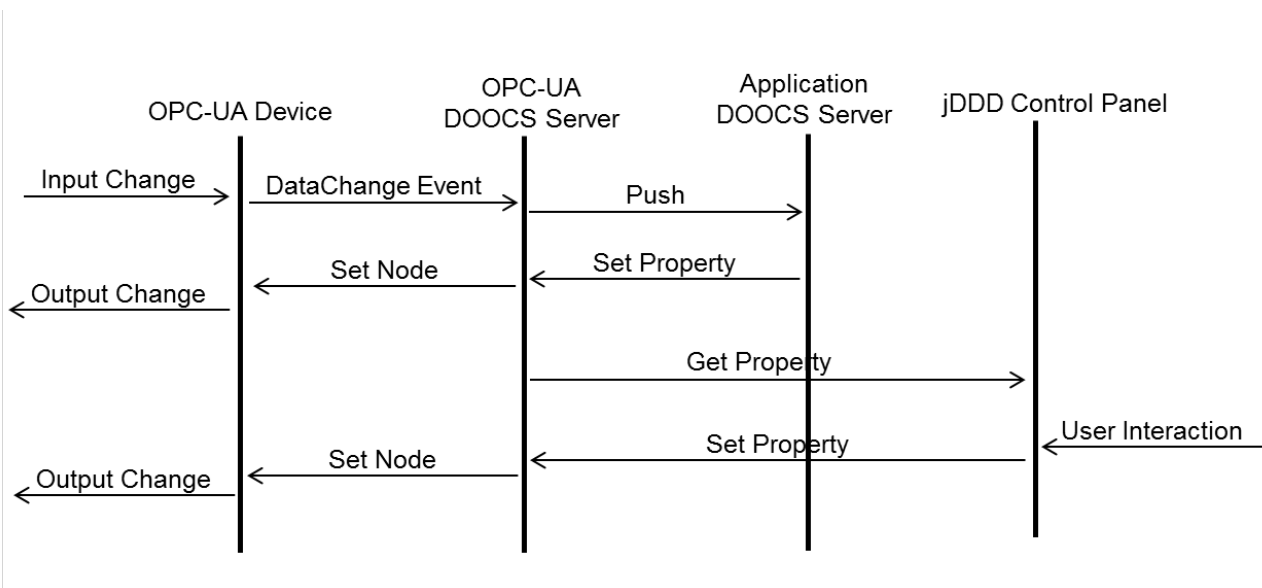 OPC-UA Device
OPC-UA
DOOCS Server
Application
DOOCS Server
jDDD Control Panel
Input Change
DataChange Event
Push
Set Node
Set Property
Output Change
Get Property
User Interaction
Set Property
Set Node
Output Change